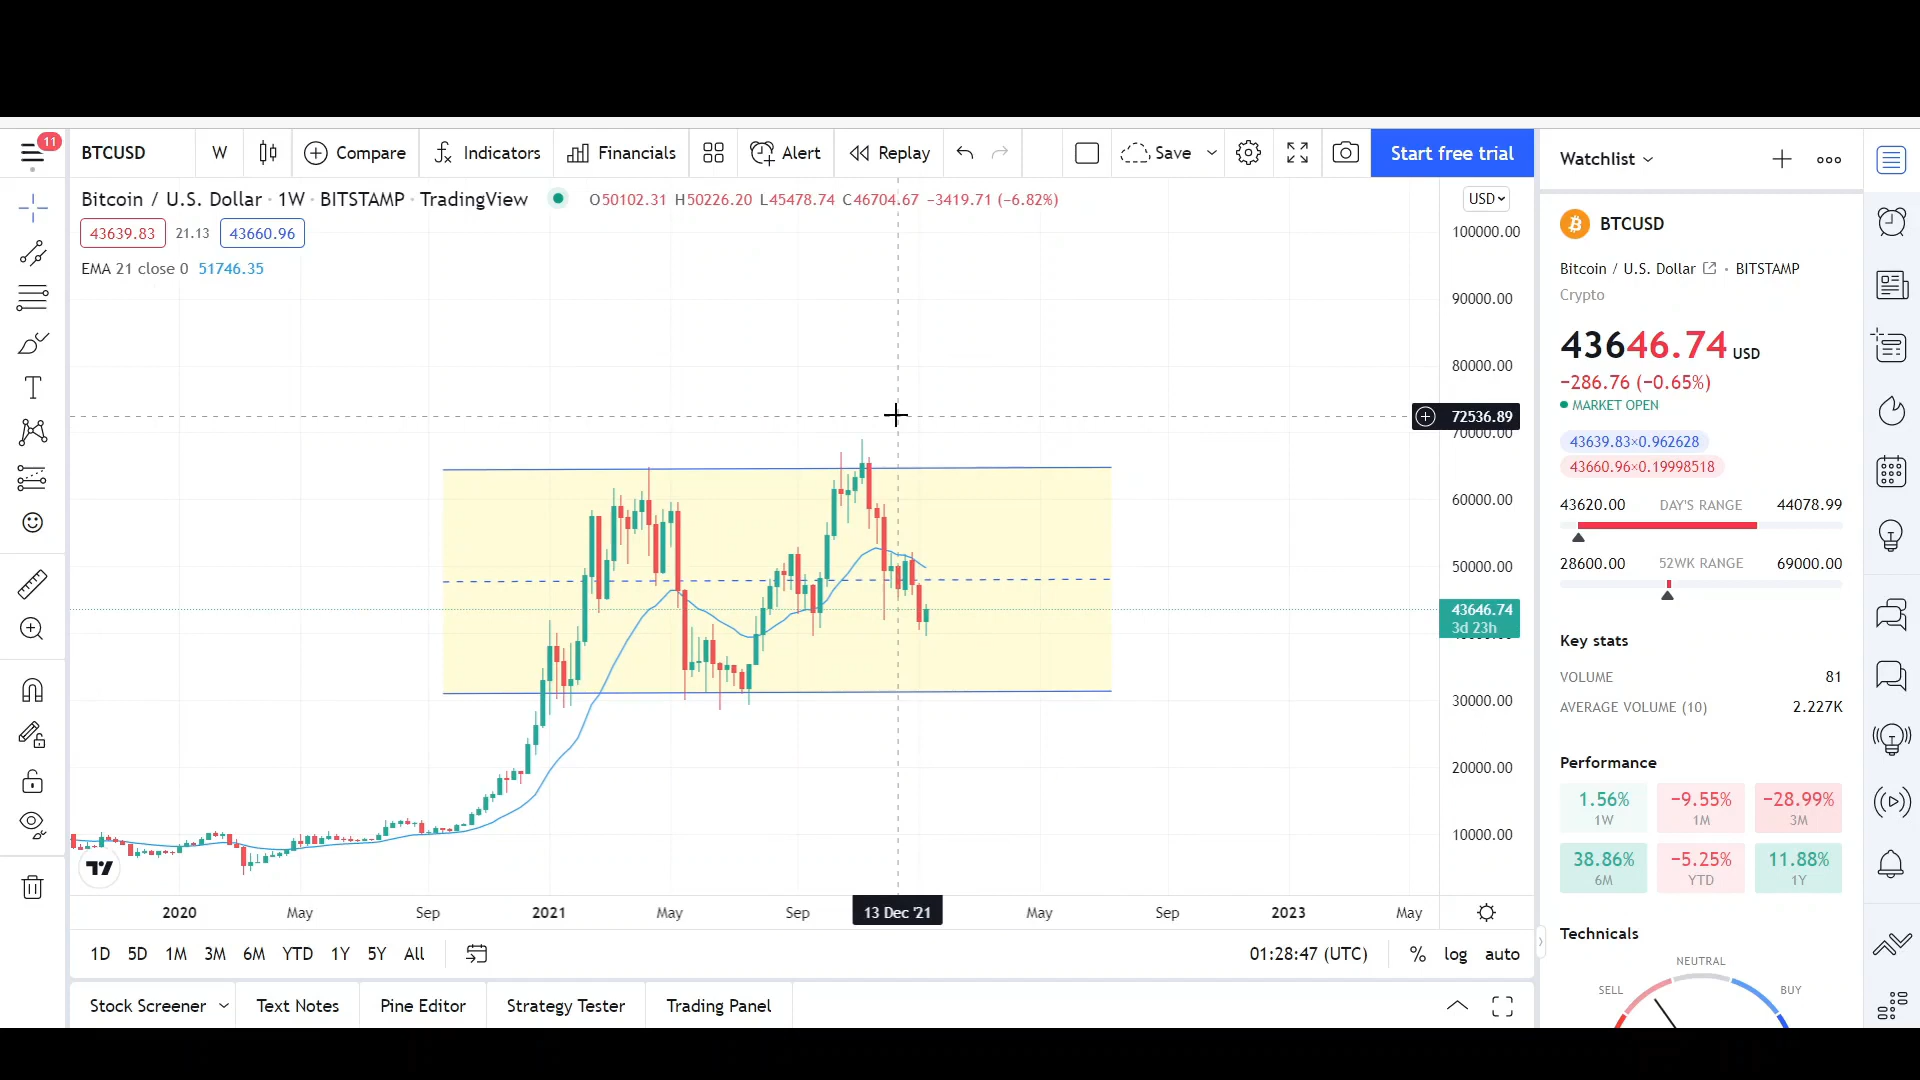 11
BTCUSD W Compare Indicators Financials Alert Replay Save Start free trial
Bitcoin / U.S. Dollar · 1W · BITSTAMP · TradingView O50102.31 H50226.20 L45478.74 C46704.67 −3419.71 (−6.82%)
43639.83 21.13 43660.96
EMA 21 close 0 51746.35
USD
100000.00
90000.00
80000.00
72536.89
70000.00
60000.00
50000.00
43646.74
3d 23h
30000.00
20000.00
10000.00
2020 May Sep 2021 May Sep 13 Dec '21 May Sep 2023 May
1D 5D 1M 3M 6M YTD 1Y 5Y All 01:28:47 (UTC) % log auto
Stock Screener Text Notes Pine Editor Strategy Tester Trading Panel
Watchlist
BTCUSD
Bitcoin / U.S. Dollar · BITSTAMP
Crypto
43646.74 USD
−286.76 (−0.65%)
MARKET OPEN
43639.83×0.962628
43660.96×0.19998518
43620.00 DAY'S RANGE 44078.99
28600.00 52WK RANGE 69000.00
Key stats
VOLUME 81
AVERAGE VOLUME (10) 2.227K
Performance
1.56% −9.55% −28.99%
1W 1M 3M
38.86% −5.25% 11.88%
6M YTD 1Y
Technicals
NEUTRAL
SELL BUY